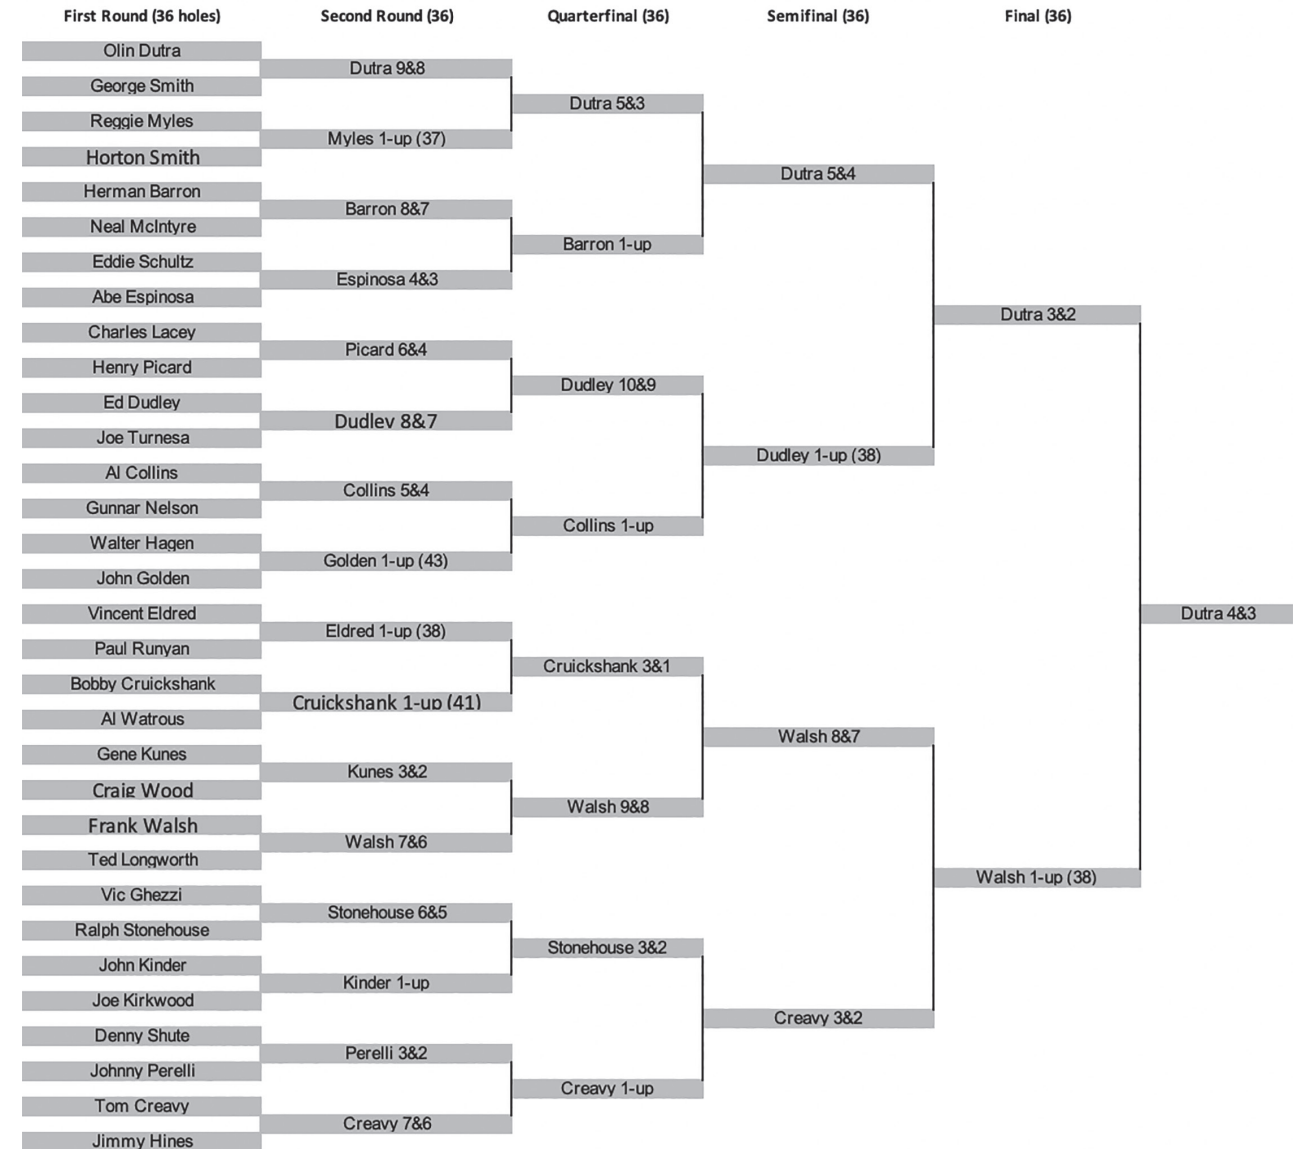 First Round (36 holes)
Second Round (36)
Quarterfinal (36)
Semifinal (36)
Final (36)
Olin Dutra
George Smith
Reggie Myles
Horton Smith
Herman Barron
Neal McIntyre
Eddie Schultz
Abe Espinosa
Charles Lacey
Henry Picard
Ed Dudley
Joe Turnesa
Al Collins
Gunnar Nelson
Walter Hagen
John Golden
Vincent Eldred
Paul Runyan
Bobby Cruickshank
Al Watrous
Gene Kunes
Craig Wood
Frank Walsh
Ted Longworth
Vic Ghezzi
Ralph Stonehouse
John Kinder
Joe Kirkwood
Denny Shute
Johnny Perelli
Tom Creavy
Jimmy Hines
Dutra 9&8
Myles 1-up (37)
Barron 8&7
Espinosa 4&3
Picard 6&4
Dudley 8&7
Collins 5&4
Golden 1-up (43)
Eldred 1-up (38)
Cruickshank 1-up (41)
Kunes 3&2
Walsh 7&6
Stonehouse 6&5
Kinder 1-up
Perelli 3&2
Creavy 7&6
Dutra 5&3
Barron 1-up
Dudley 10&9
Collins 1-up
Cruickshank 3&1
Walsh 9&8
Stonehouse 3&2
Creavy 1-up
Dutra 5&4
Dudley 1-up (38)
Walsh 8&7
Creavy 3&2
Dutra 3&2
Walsh 1-up (38)
Dutra 4&3